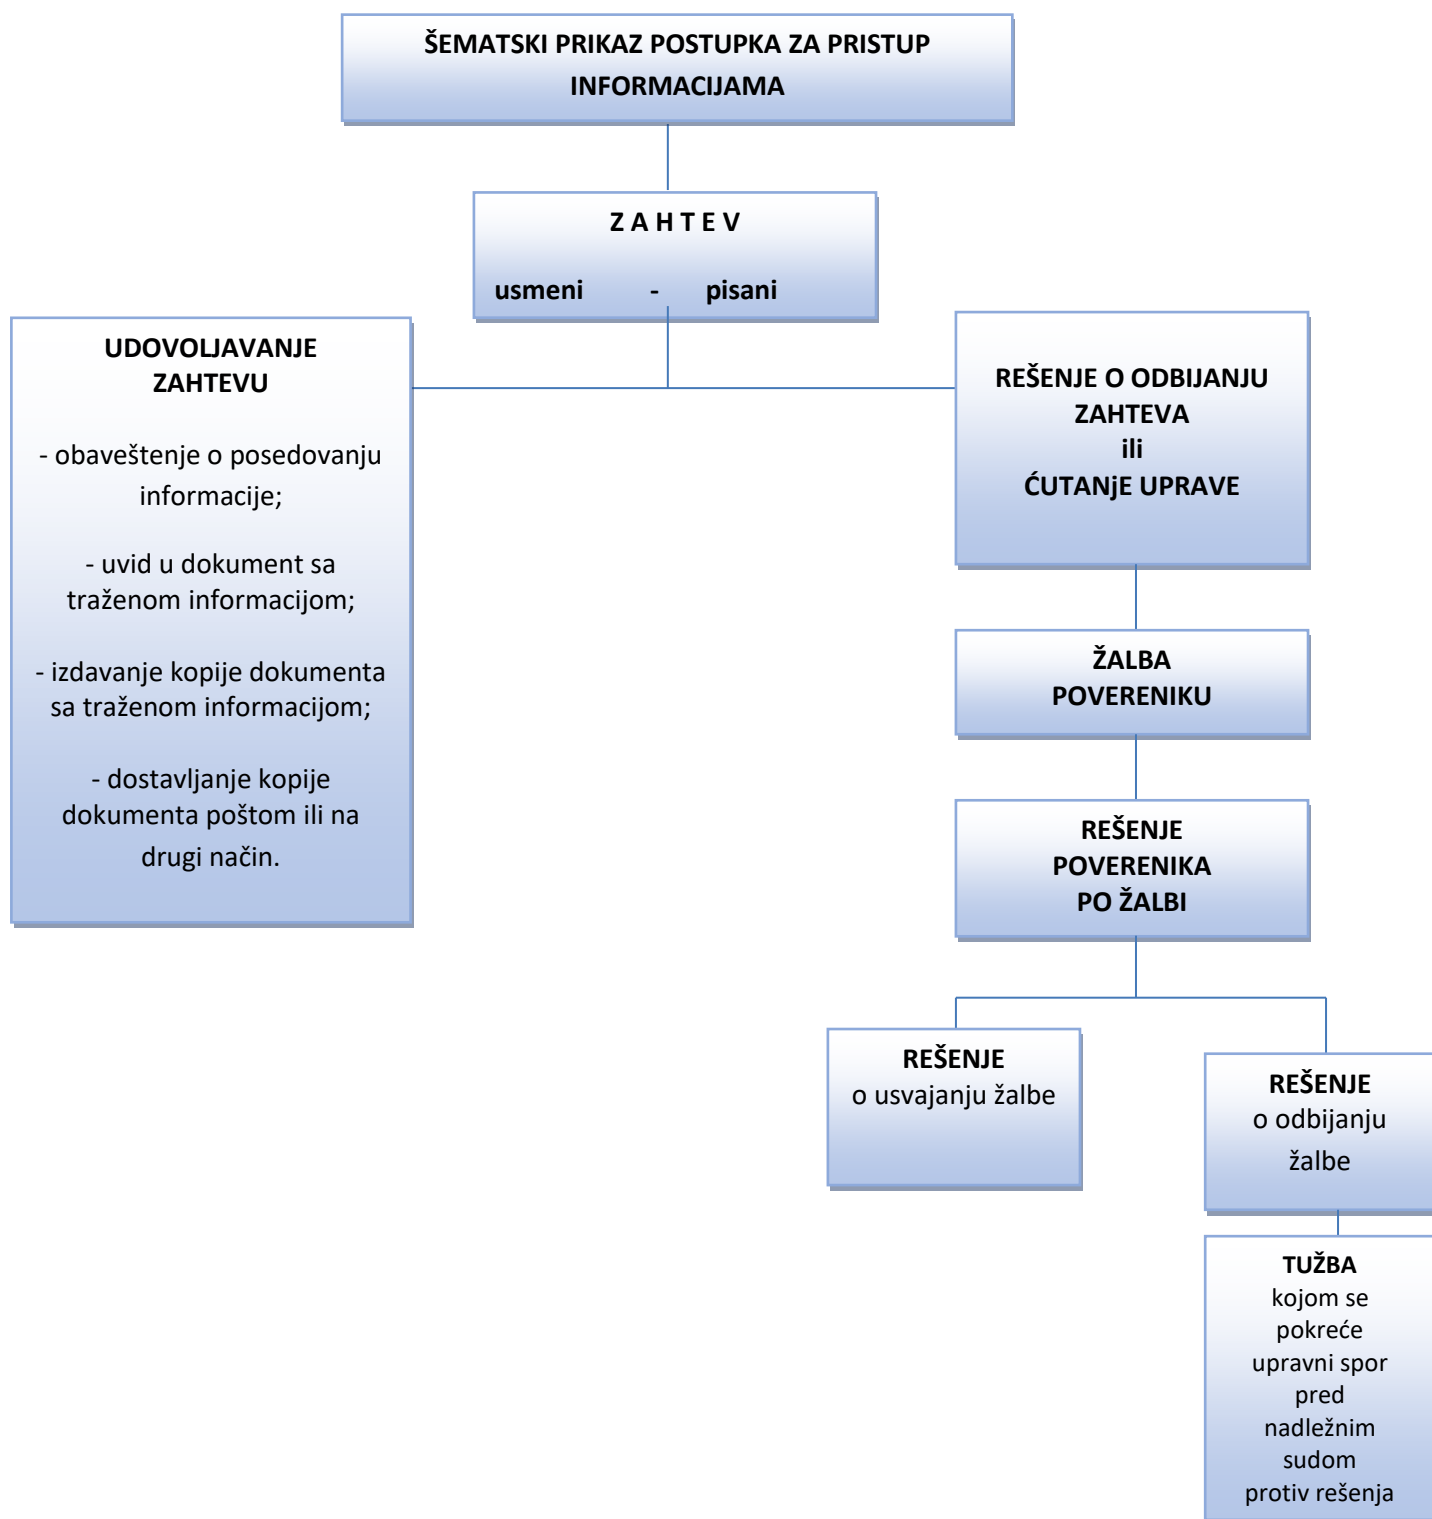 ŠEMATSKI PRIKAZ POSTUPKA ZA PRISTUP
INFORMACIJAMA
Z A H T E V
usmeni - pisani
UDOVOLJAVANJE
ZAHTEVU
- obaveštenje o posedovanju
informacije;
- uvid u dokument sa
traženom informacijom;
- izdavanje kopije dokumenta
sa traženom informacijom;
- dostavljanje kopije
dokumenta poštom ili na
drugi način.
REŠENJE O ODBIJANJU
ZAHTEVA
ili
ĆUTANjE UPRAVE
ŽALBA
POVERENIKU
REŠENJE
POVERENIKA
PO ŽALBI
REŠENJE
o usvajanju žalbe
REŠENJE
o odbijanju
žalbe
TUŽBA
kojom se
pokreće
upravni spor
pred
nadležnim
sudom
protiv rešenja